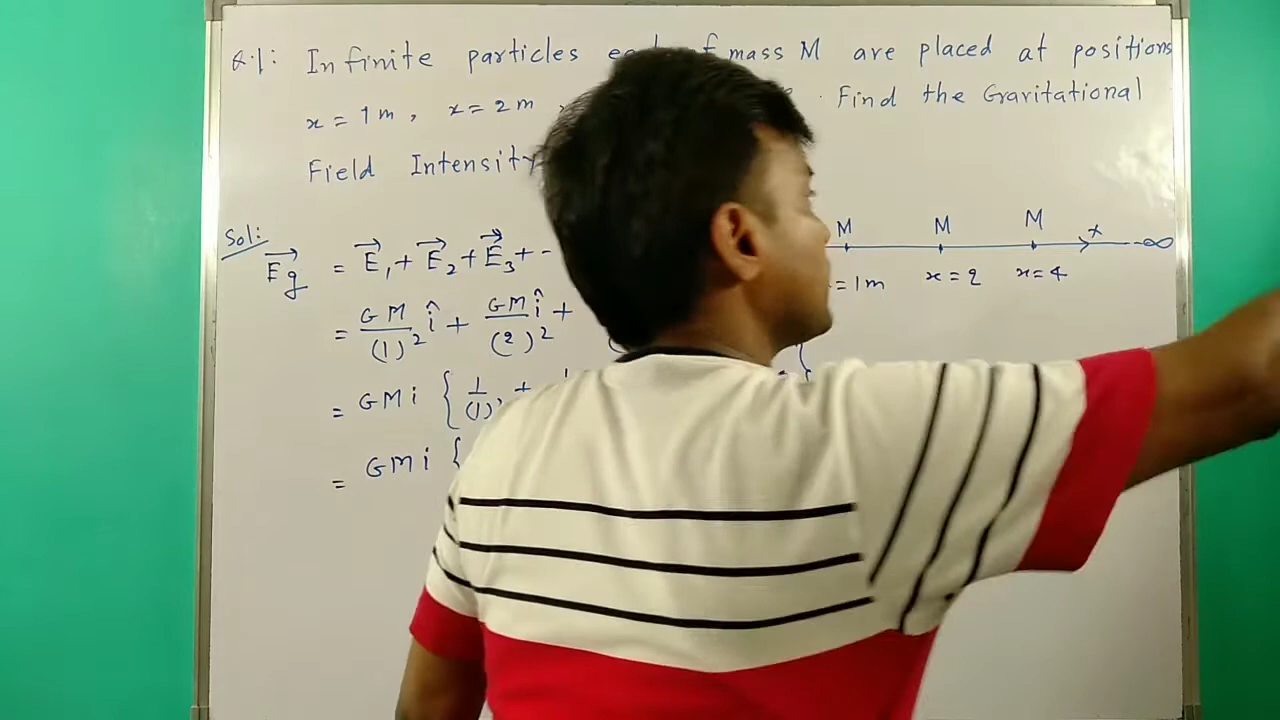 Q.1: Infinite particles of mass M are placed at positions
x = 1m, x = 2m . Find the Gravitational
Field Intensity
Sol:
M M M x
= 1m x = 2 x = 4 ∞
→Eg = →E₁ + →E₂ + →E₃ + --
= GM/(1)² î + GM/(2)² î +
= GMi { 1/(1)² +
= GMi {